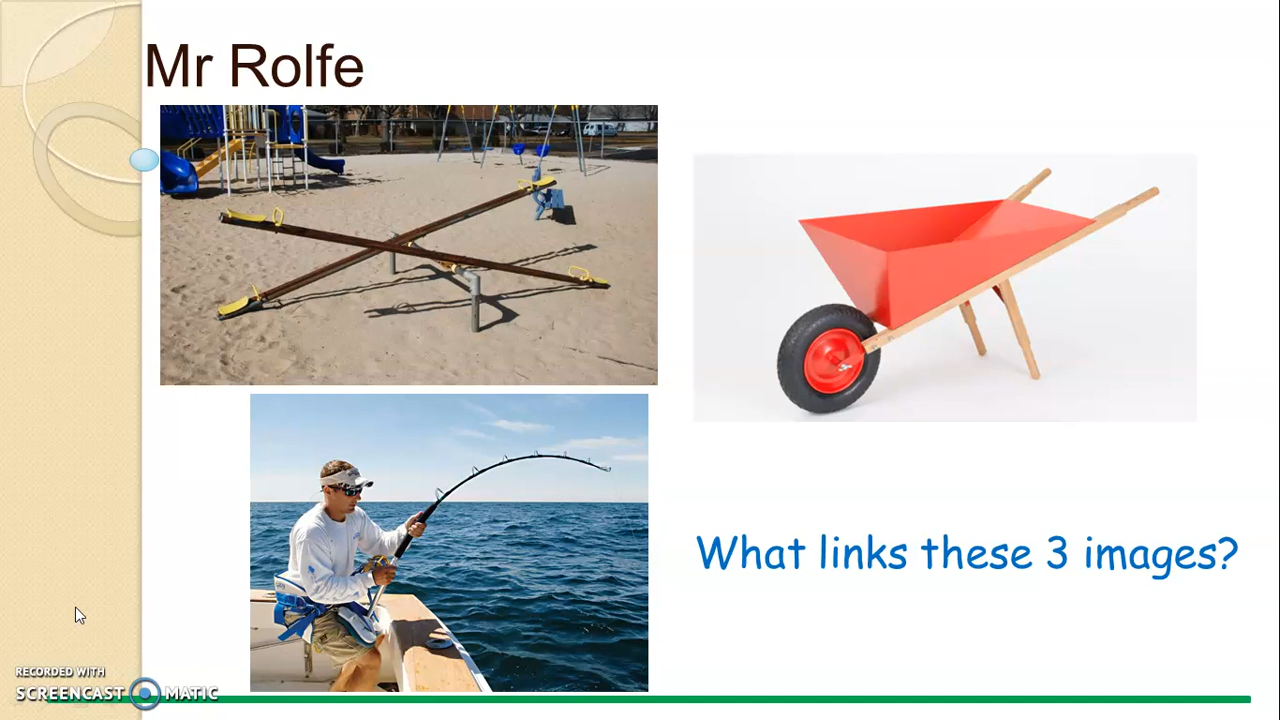 Mr Rolfe
What links these 3 images?
RECORDED WITH
SCREENCAST MATIC